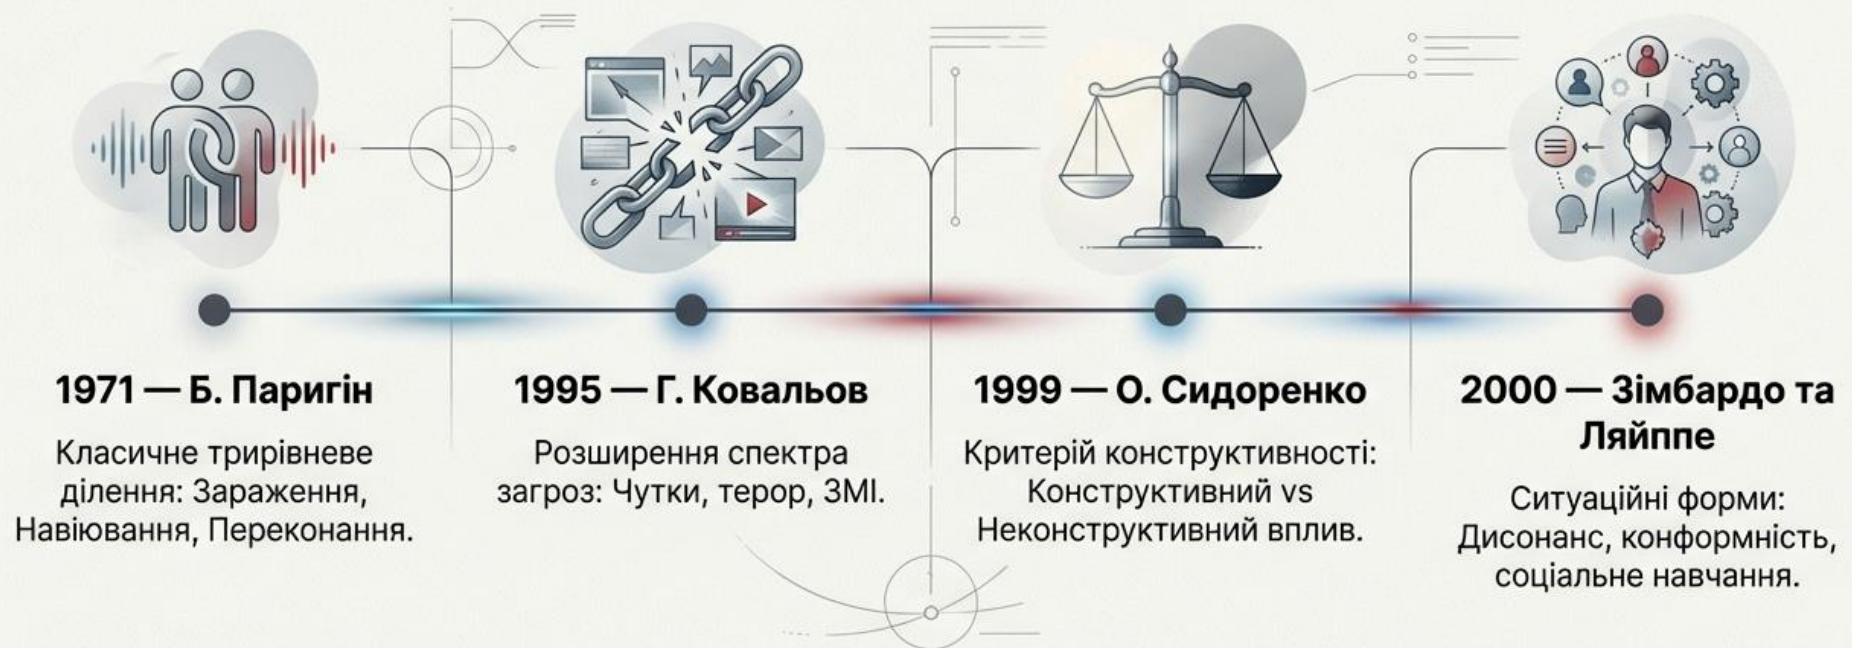 1971 — Б. Паригін
Класичне трирівневе
ділення: Зараження,
Навіювання, Переконання.
1995 — Г. Ковальов
Розширення спектра
загроз: Чутки, терор, ЗМІ.
1999 — О. Сидоренко
Критерій конструктивності:
Конструктивний vs
Неконструктивний вплив.
2000 — Зімбардо та
Ляйппе
Ситуаційні форми:
Дисонанс, конформність,
соціальне навчання.